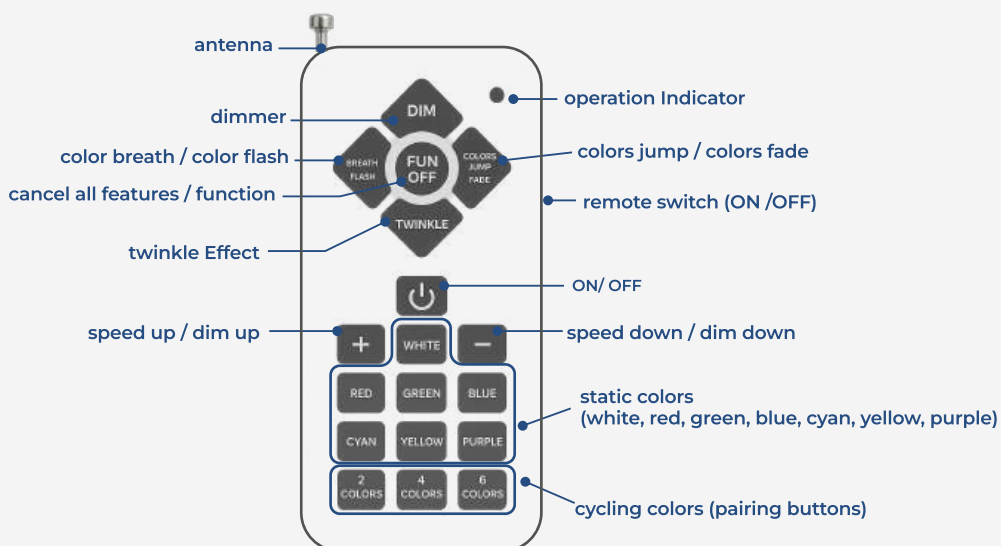 antenna
DIM
operation Indicator
dimmer
color breath / color flash
BREATH
FLASH
FUN
OFF
COLORS
JUMP
FADE
colors jump / colors fade
cancel all features / function
remote switch (ON /OFF)
TWINKLE
twinkle Effect
ON/ OFF
speed up / dim up
+
WHITE
−
speed down / dim down
RED
GREEN
BLUE
static colors
(white, red, green, blue, cyan, yellow, purple)
CYAN
YELLOW
PURPLE
2
COLORS
4
COLORS
6
COLORS
cycling colors (pairing buttons)